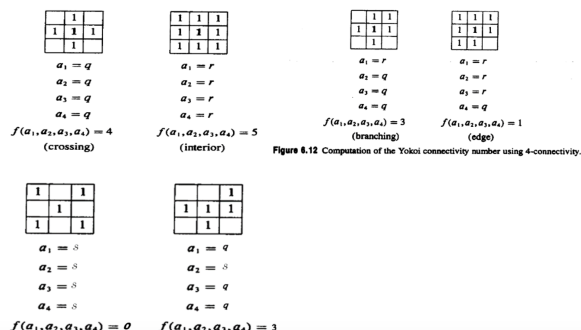 1
1 1 1
1
a₁ = q
a₂ = q
a₃ = q
a₄ = q
f(a₁,a₂,a₃,a₄) = 4
(crossing)
1 1 1
1 1 1
1 1 1
a₁ = r
a₂ = r
a₃ = r
a₄ = r
f(a₁,a₂,a₃,a₄) = 5
(interior)
1 1
1 1 1
1
a₁ = r
a₂ = q
a₃ = q
a₄ = q
f(a₁,a₂,a₃,a₄) = 3
(branching)
1 1 1
1 1 1
1 1
a₁ = r
a₂ = r
a₃ = r
a₄ = q
f(a₁,a₂,a₃,a₄) = 1
(edge)
Figure 6.12 Computation of the Yokoi connectivity number using 4-connectivity.
1 1
1
1 1
a₁ = s
a₂ = s
a₃ = s
a₄ = s
f(a₁,a₂,a₃,a₄) = 0
1
1 1 1
1
a₁ = q
a₂ = s
a₃ = q
a₄ = q
f(a₁,a₂,a₃,a₄) = 3